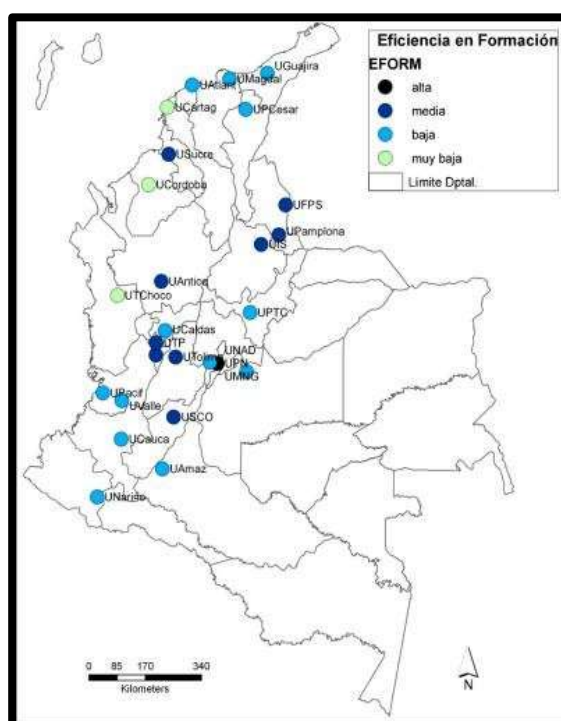 Eficiencia en Formación
EFORM
alta
media
baja
muy baja
Limite Dptal.
UGuajira
UMagdal
UAtlant
UCartag
UPCesar
USucre
UCordoba
UFPS
UPamplona
UIS
UAntioq
UTChoco
UPTC
UCaldas
UTP
UNAD
UTolima
UPN
UMNG
UPacif
UValle
USCO
UCauca
UAmaz
UNariño
0 85 170 340
Kilometers
N